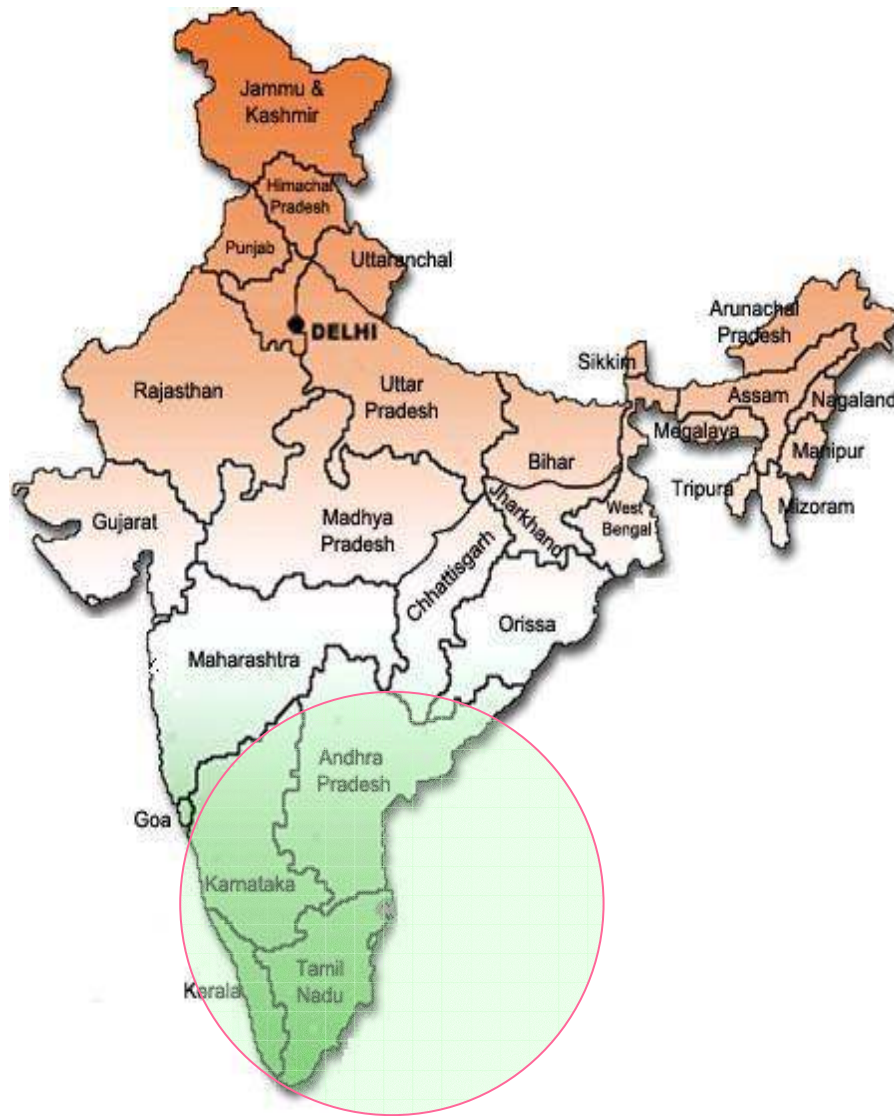 Jammu &
Kashmir
Himachal
Pradesh
Punjab
Uttaranchal
DELHI
Arunachal
Pradesh
Sikkim
Rajasthan
Uttar
Pradesh
Assam
Nagaland
Megalaya
Bihar
Manipur
Tripura
Mizoram
Gujarat
Madhya
Pradesh
Jharkhand
West
Bengal
Chhattisgarh
Orissa
Maharashtra
Andhra
Pradesh
Goa
Karnataka
Tamil
Nadu
Kerala